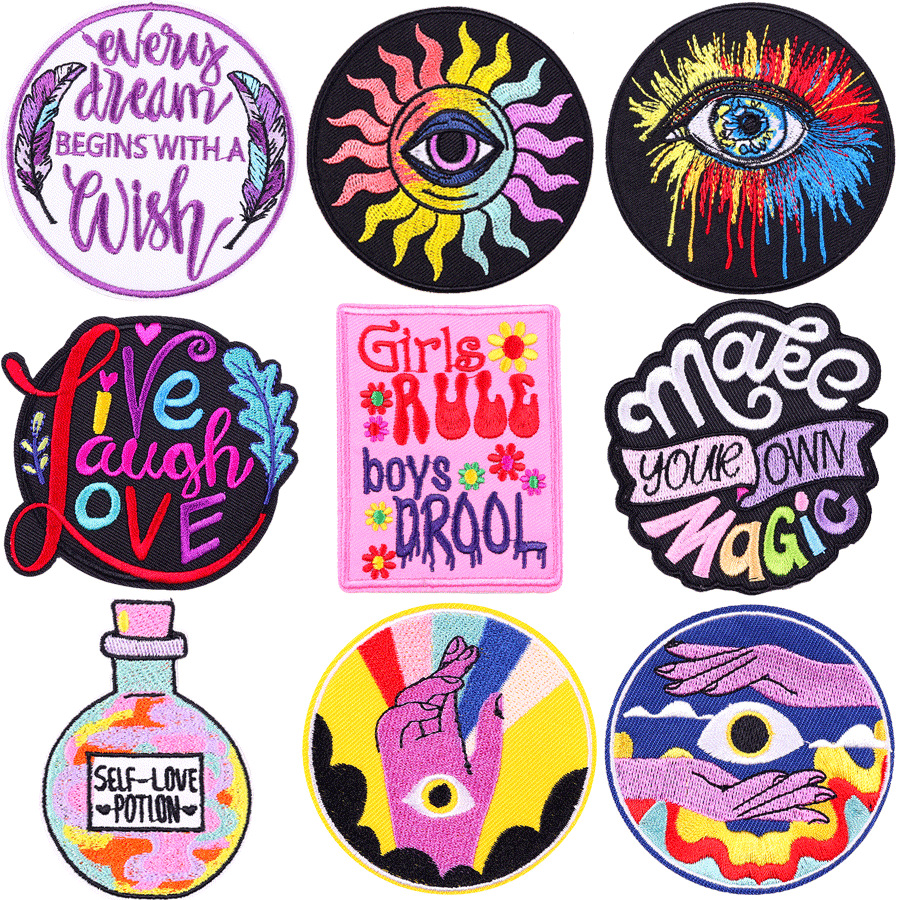 every
dream
BEGINS WITH A
Wish
Live
Laugh
LOVE
Girls
RULE
boys
DROOL
Make
YOUR OWN
Magic
SELF-LOVE
POTION